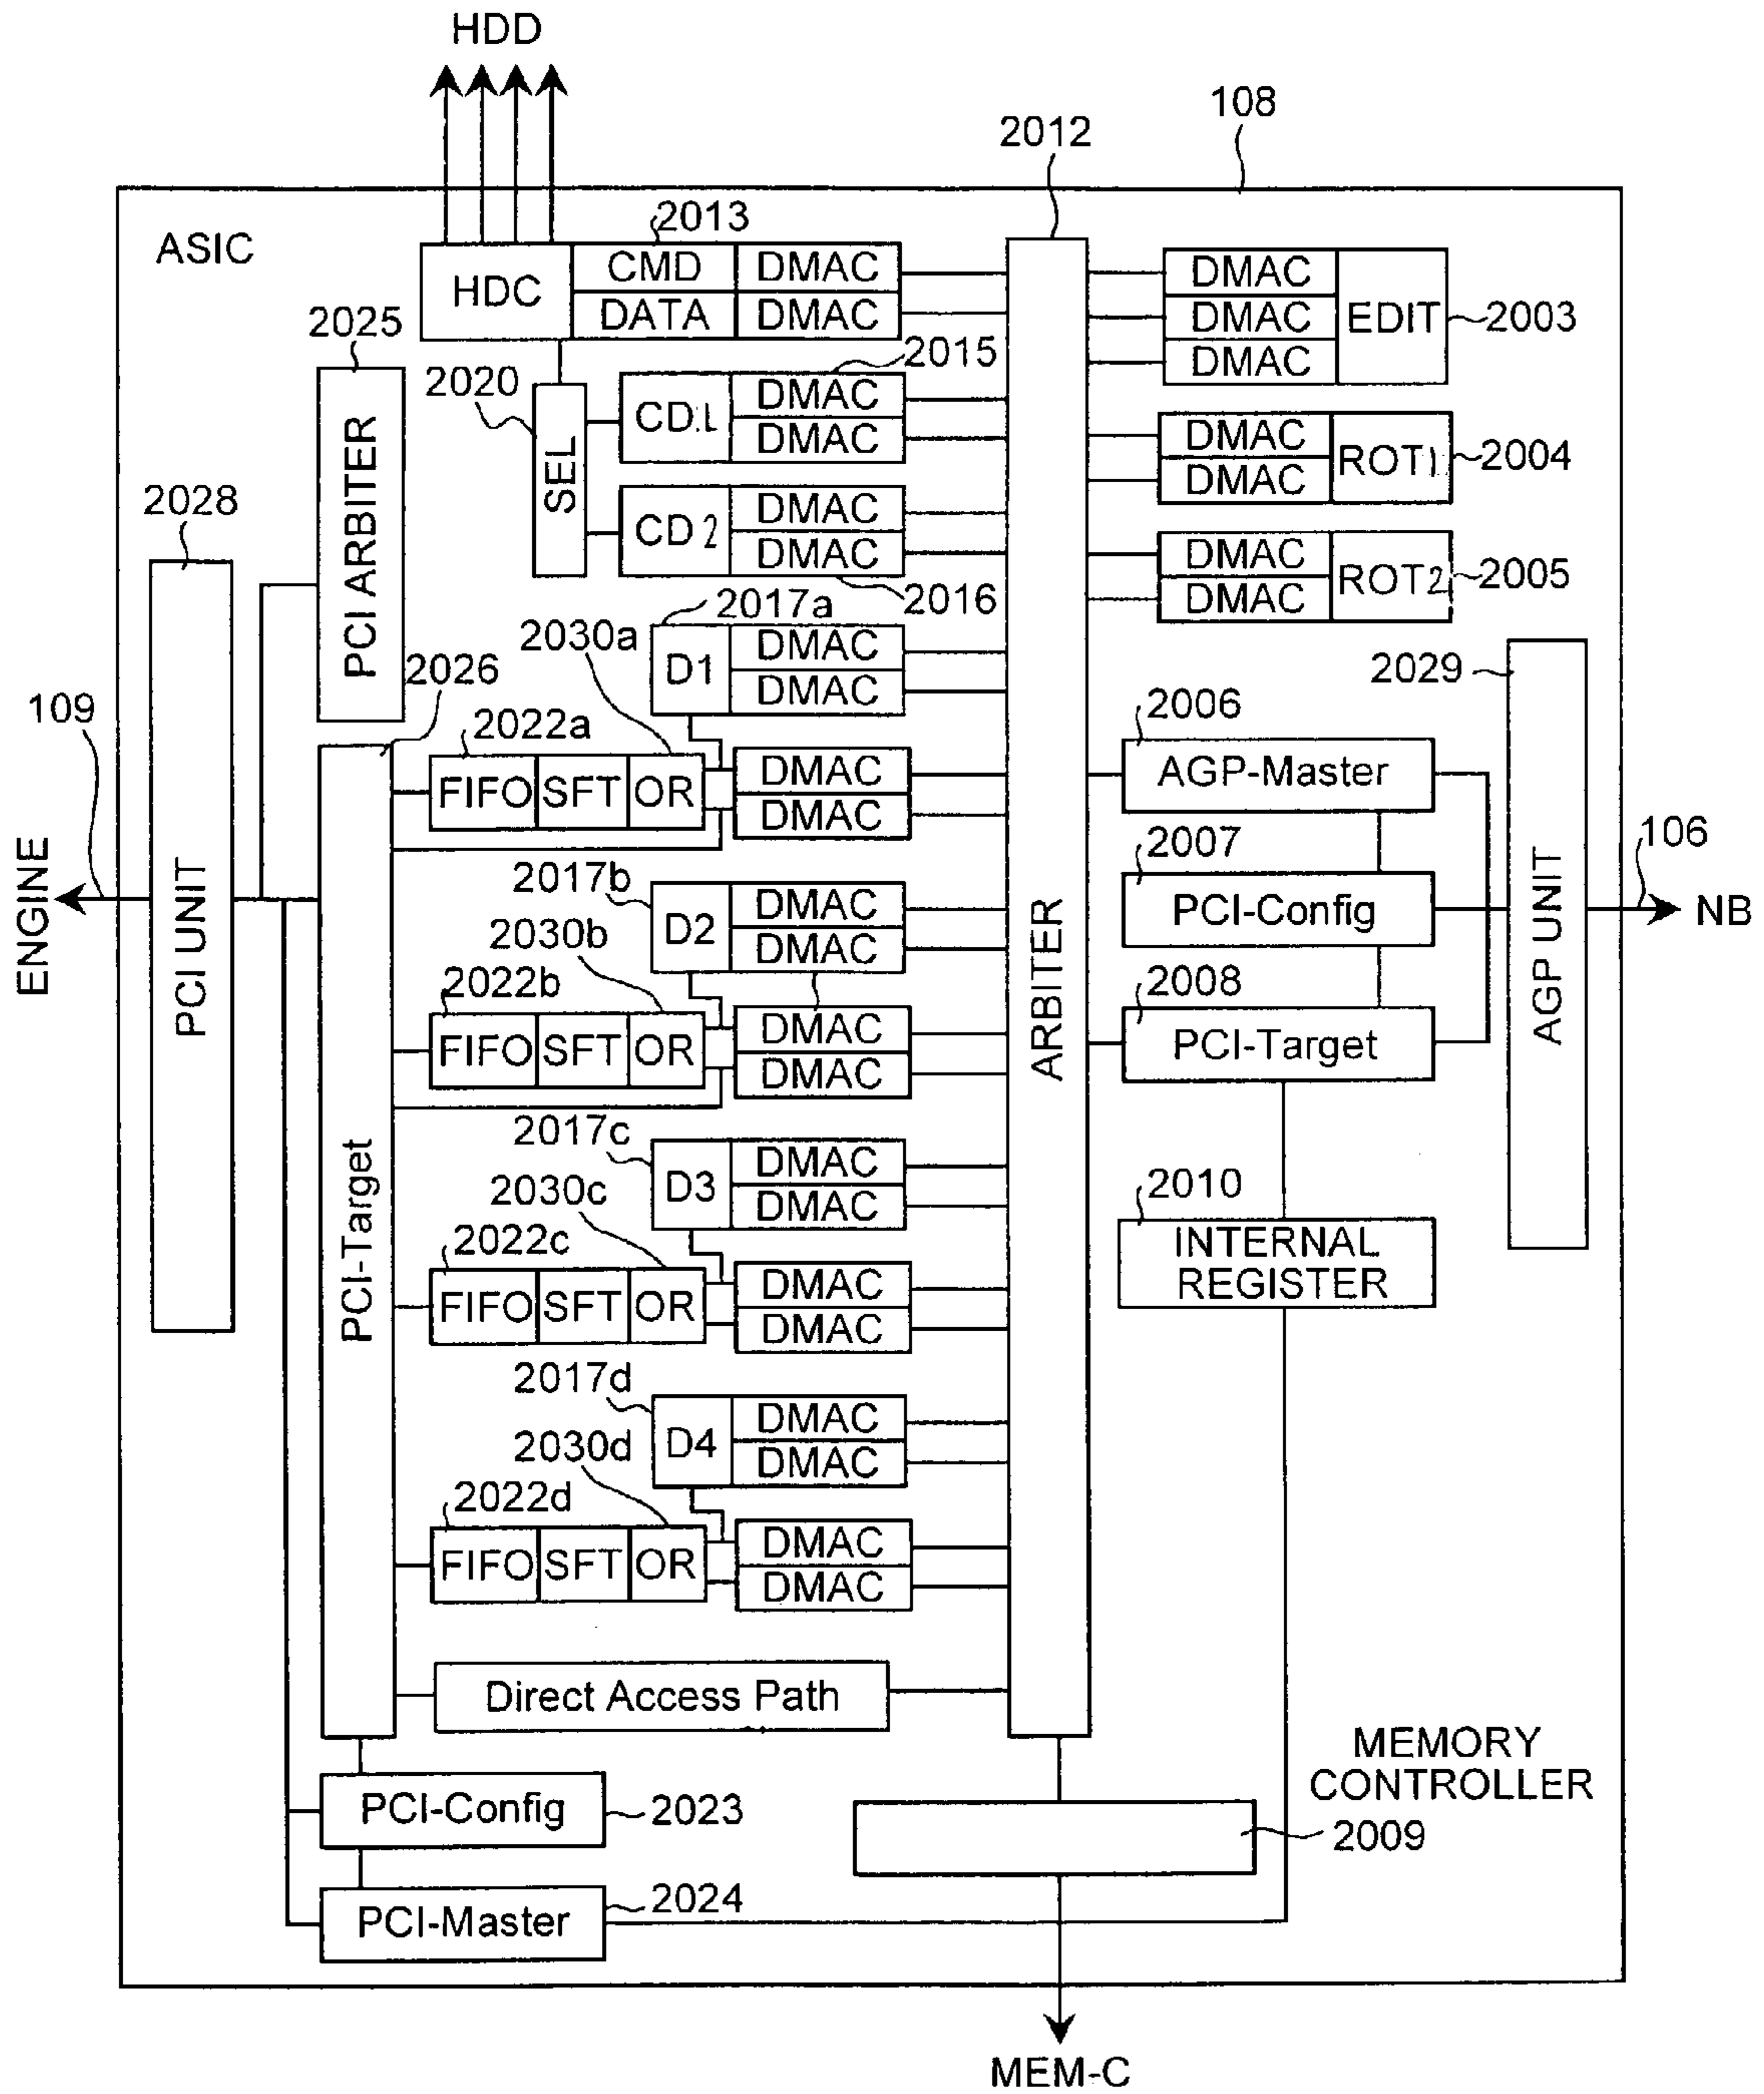 HDD
108
2012
ASIC
2013
HDC
CMD
DMAC
DATA
DMAC
DMAC
DMAC
DMAC
EDIT
2003
2025
PCI ARBITER
2020
SEL
2015
CD1
DMAC
DMAC
CD2
DMAC
DMAC
2016
DMAC
DMAC
ROT1
2004
DMAC
DMAC
ROT2
2005
2028
PCI UNIT
109
ENGINE
2026
PCI-Target
2017a
D1
DMAC
DMAC
2030a
2022a
FIFO
SFT
OR
DMAC
DMAC
2017b
D2
DMAC
DMAC
2030b
2022b
FIFO
SFT
OR
DMAC
DMAC
2017c
D3
DMAC
DMAC
2030c
2022c
FIFO
SFT
OR
DMAC
DMAC
2017d
D4
DMAC
DMAC
2030d
2022d
FIFO
SFT
OR
DMAC
DMAC
Direct Access Path
ARBITER
2006
AGP-Master
2007
PCI-Config
2008
PCI-Target
2029
AGP UNIT
106
NB
2010
INTERNAL
REGISTER
MEMORY
CONTROLLER
2009
PCI-Config
2023
PCI-Master
2024
MEM-C